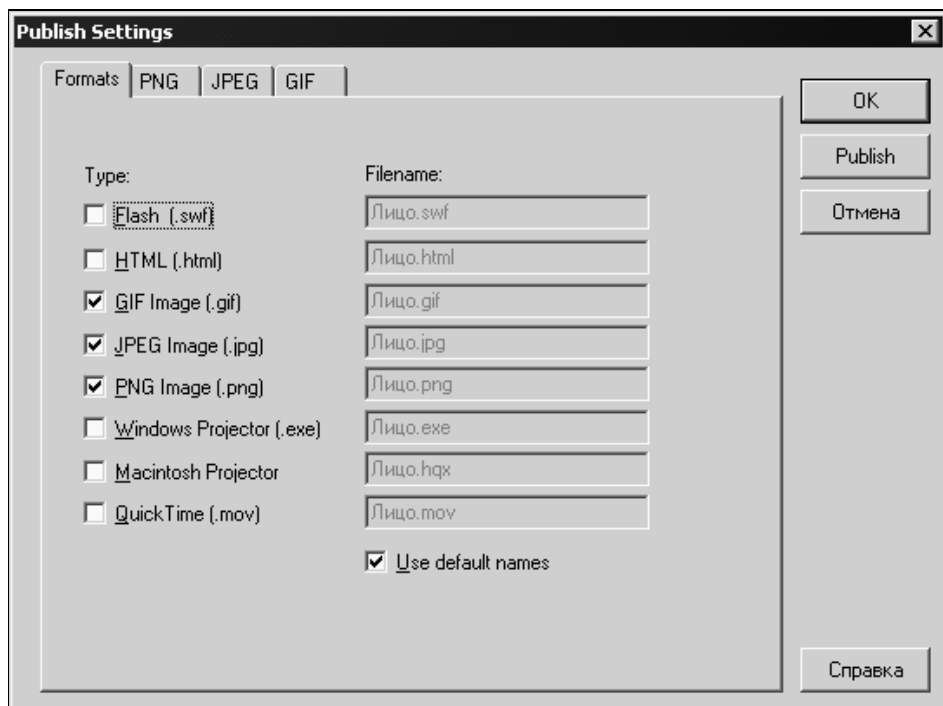 Publish Settings
Formats PNG JPEG GIF
OK
Publish
Отмена
Type: Filename:
Flash (.swf) Лицо.swf
HTML (.html) Лицо.html
GIF Image (.gif) Лицо.gif
JPEG Image (.jpg) Лицо.jpg
PNG Image (.png) Лицо.png
Windows Projector (.exe) Лицо.exe
Macintosh Projector Лицо.hqx
QuickTime (.mov) Лицо.mov
Use default names
Справка